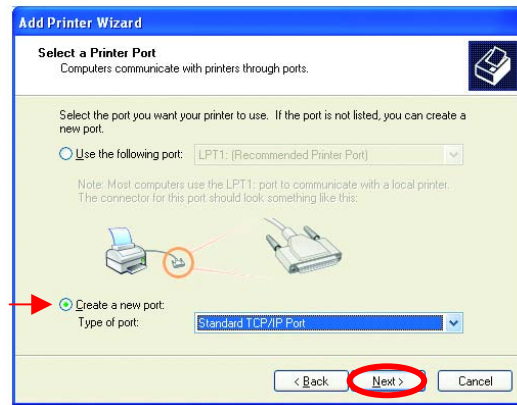 Add Printer Wizard
Select a Printer Port
Computers communicate with printers through ports.
Select the port you want your printer to use. If the port is not listed, you can create a
new port.
Use the following port: LPT1: (Recommended Printer Port)
Note: Most computers use the LPT1: port to communicate with a local printer.
The connector for this port should look something like this:
Create a new port:
Type of port: Standard TCP/IP Port
< Back Next > Cancel